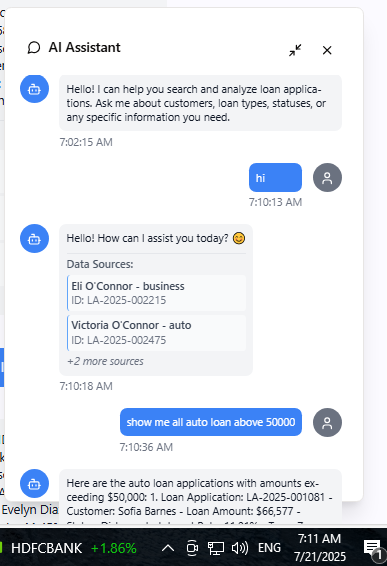 AI Assistant
Hello! I can help you search and analyze loan applica-
tions. Ask me about customers, loan types, statuses, or
any specific information you need.
7:02:15 AM
hi
7:10:13 AM
Hello! How can I assist you today? 😊
Data Sources:
Eli O'Connor - business
ID: LA-2025-002215
Victoria O'Connor - auto
ID: LA-2025-002475
+2 more sources
7:10:18 AM
show me all auto loan above 50000
7:10:36 AM
Here are the auto loan applications with amounts ex-
ceeding $50,000: 1. Loan Application: LA-2025-001081 -
Customer: Sofia Barnes - Loan Amount: $66,577 -
Evelyn Dia
HDFCBANK +1.86%
ENG
7:11 AM
7/21/2025
1